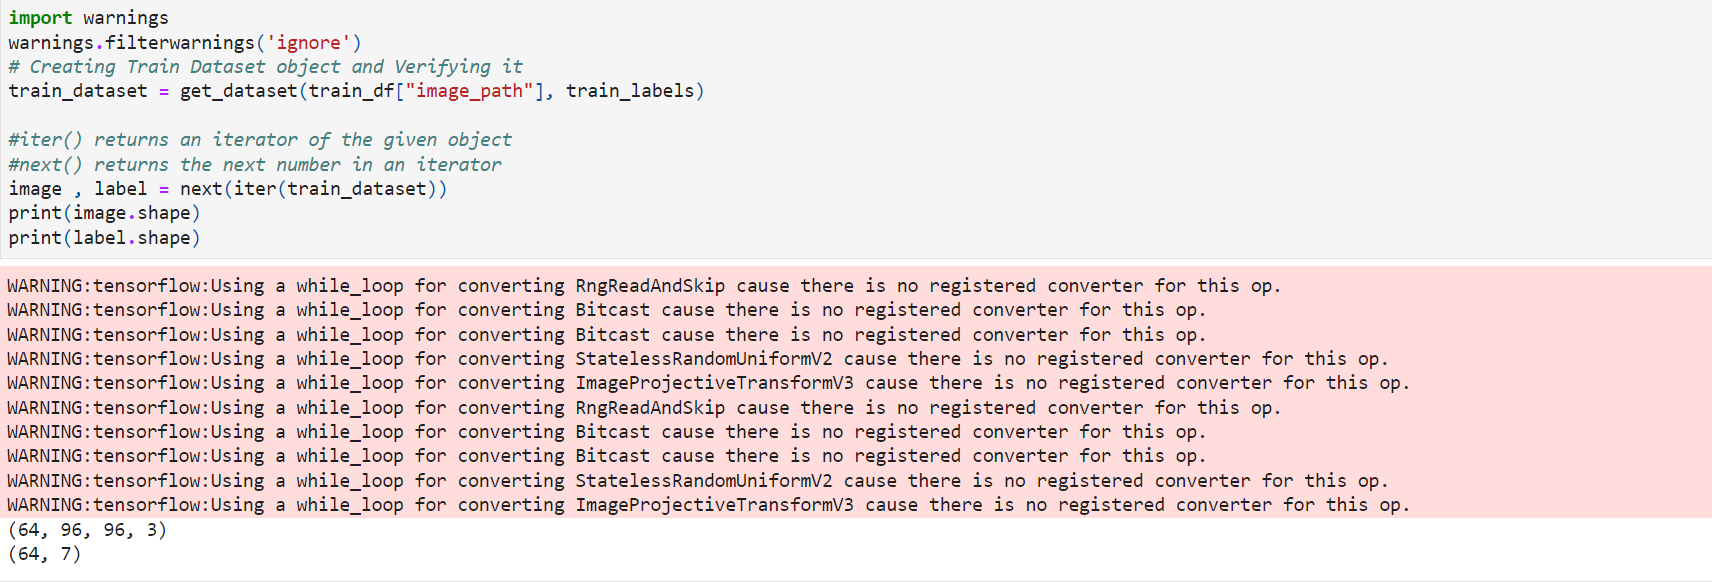 import warnings
warnings.filterwarnings('ignore')
# Creating Train Dataset object and Verifying it
train_dataset = get_dataset(train_df["image_path"], train_labels)
#iter() returns an iterator of the given object
#next() returns the next number in an iterator
image , label = next(iter(train_dataset))
print(image.shape)
print(label.shape)
WARNING:tensorflow:Using a while_loop for converting RngReadAndSkip cause there is no registered converter for this op.
WARNING:tensorflow:Using a while_loop for converting Bitcast cause there is no registered converter for this op.
WARNING:tensorflow:Using a while_loop for converting Bitcast cause there is no registered converter for this op.
WARNING:tensorflow:Using a while_loop for converting StatelessRandomUniformV2 cause there is no registered converter for this op.
WARNING:tensorflow:Using a while_loop for converting ImageProjectiveTransformV3 cause there is no registered converter for this op.
WARNING:tensorflow:Using a while_loop for converting RngReadAndSkip cause there is no registered converter for this op.
WARNING:tensorflow:Using a while_loop for converting Bitcast cause there is no registered converter for this op.
WARNING:tensorflow:Using a while_loop for converting Bitcast cause there is no registered converter for this op.
WARNING:tensorflow:Using a while_loop for converting StatelessRandomUniformV2 cause there is no registered converter for this op.
WARNING:tensorflow:Using a while_loop for converting ImageProjectiveTransformV3 cause there is no registered converter for this op.
(64, 96, 96, 3)
(64, 7)